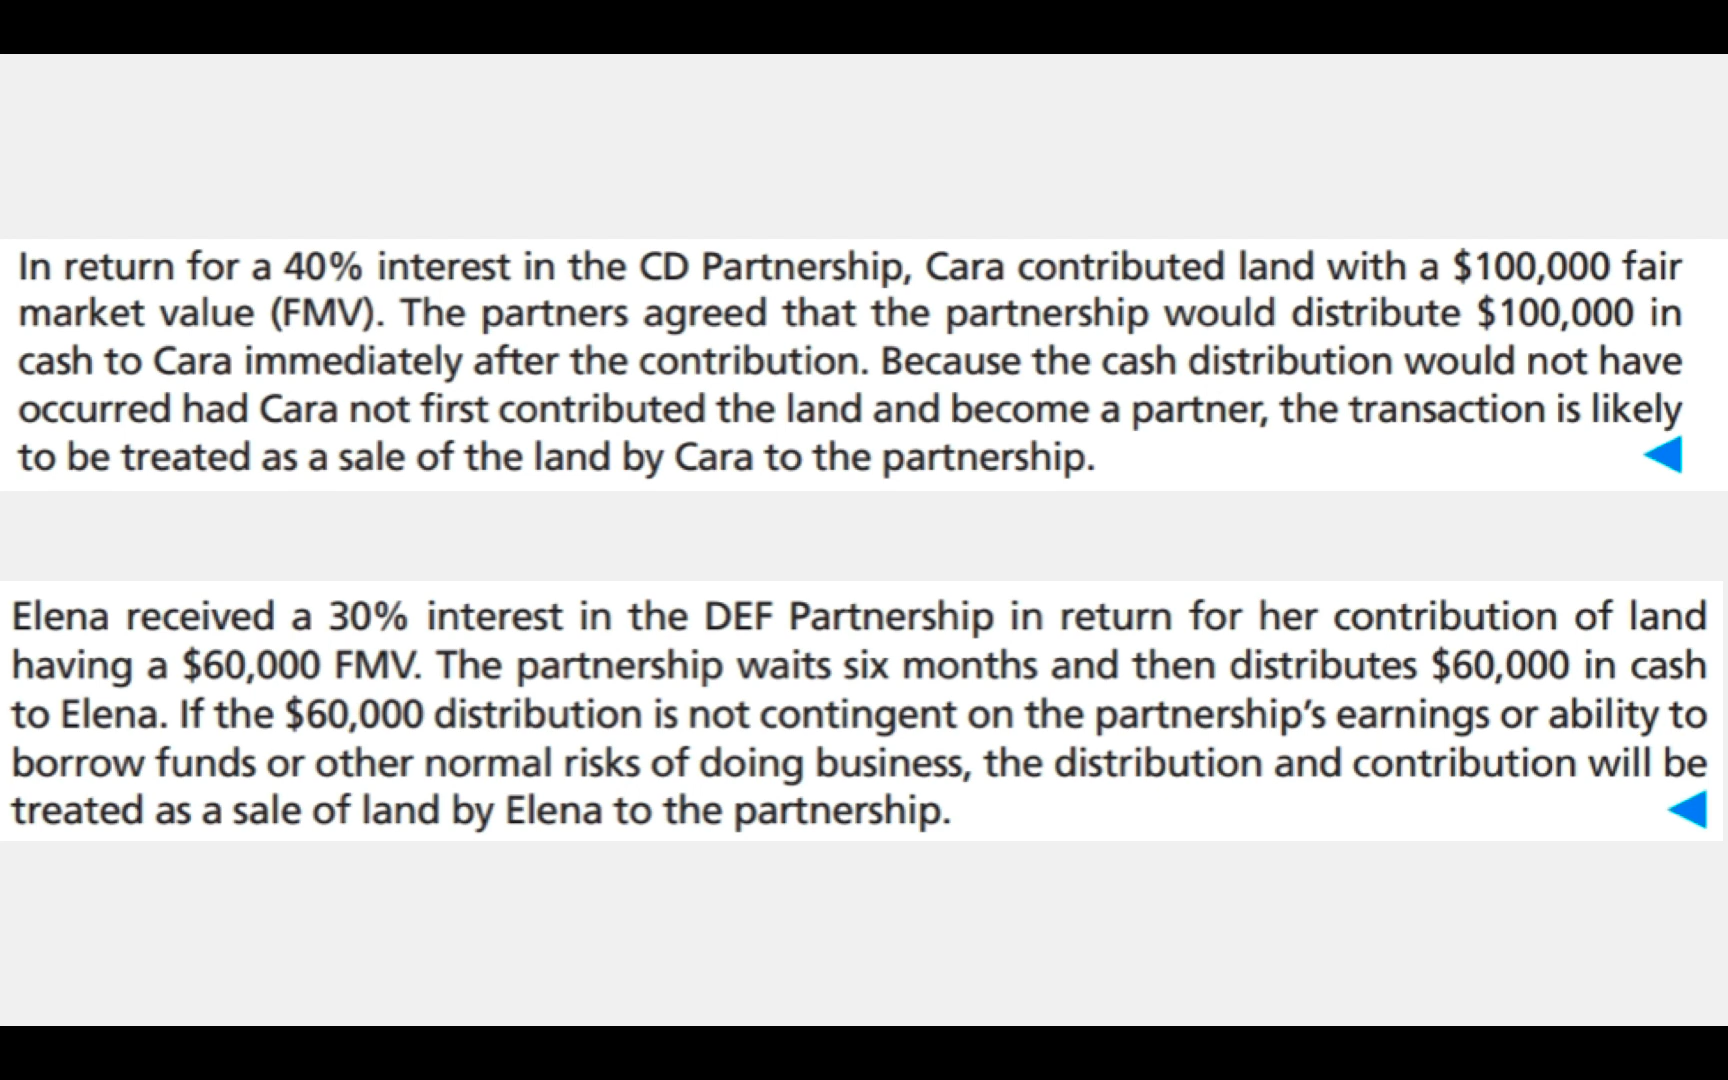 In return for a 40% interest in the CD Partnership, Cara contributed land with a $100,000 fair
market value (FMV). The partners agreed that the partnership would distribute $100,000 in
cash to Cara immediately after the contribution. Because the cash distribution would not have
occurred had Cara not first contributed the land and become a partner, the transaction is likely
to be treated as a sale of the land by Cara to the partnership.
Elena received a 30% interest in the DEF Partnership in return for her contribution of land
having a $60,000 FMV. The partnership waits six months and then distributes $60,000 in cash
to Elena. If the $60,000 distribution is not contingent on the partnership’s earnings or ability to
borrow funds or other normal risks of doing business, the distribution and contribution will be
treated as a sale of land by Elena to the partnership.